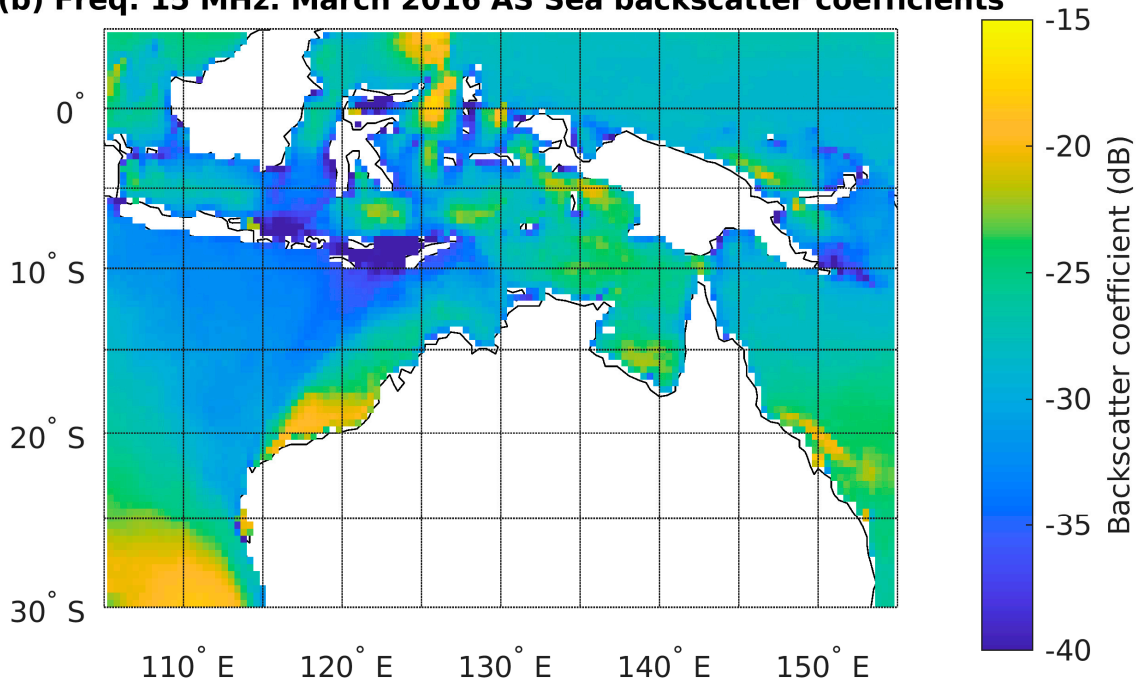 (b) Freq: 15 MHz. March 2016 AS Sea backscatter coefficients
-15
0° 
-20
-25
10° S
-30
20° S
-35
30° S
-40
110° E 120° E 130° E 140° E 150° E
Backscatter coefficient (dB)